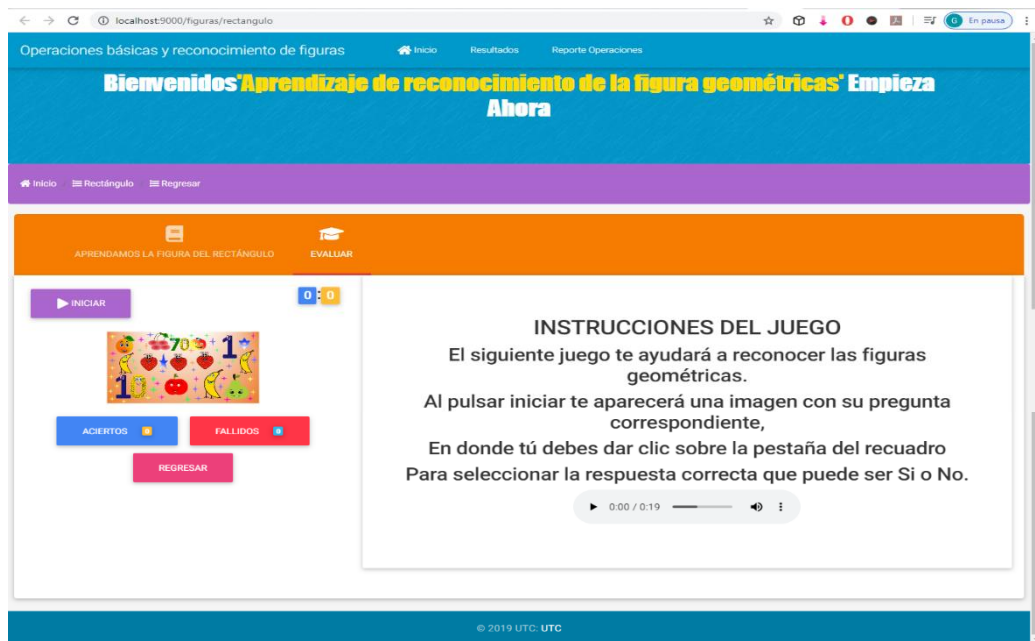 localhost:9000/figuras/rectangulo
G En pausa
Operaciones básicas y reconocimiento de figuras
Inicio
Resultados
Reporte Operaciones
Bienvenidos'Aprendizaje de reconocimiento de la figura geométricas' Empieza
Ahora
Inicio / Rectángulo / Regresar
APRENDAMOS LA FIGURA DEL RECTÁNGULO
EVALUAR
INICIAR
0:0
70
1
10
ACIERTOS 0
FALLIDOS 0
REGRESAR
INSTRUCCIONES DEL JUEGO
El siguiente juego te ayudará a reconocer las figuras
geométricas.
Al pulsar iniciar te aparecerá una imagen con su pregunta
correspondiente,
En donde tú debes dar clic sobre la pestaña del recuadro
Para seleccionar la respuesta correcta que puede ser Si o No.
0:00 / 0:19
© 2019 UTC: UTC